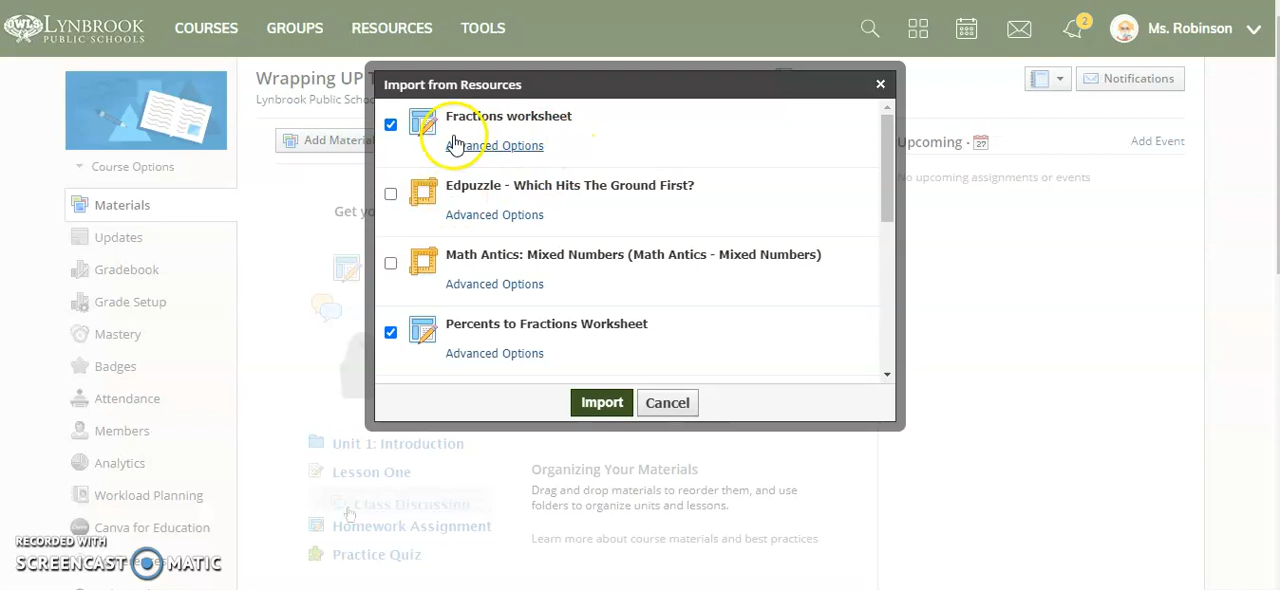 OWLS LYNBROOK
PUBLIC SCHOOLS
COURSES GROUPS RESOURCES TOOLS
2
Ms. Robinson
Wrapping UP
Lynbrook Public
Notifications
Import from Resources
Add Material
Upcoming
27
Add Event
No upcoming assignments or events
Course Options
Materials
Updates
Gradebook
Grade Setup
Mastery
Badges
Attendance
Members
Analytics
Workload Planning
Canva for Education
Get
Fractions worksheet
Advanced Options
Edpuzzle - Which Hits The Ground First?
Advanced Options
Math Antics: Mixed Numbers (Math Antics - Mixed Numbers)
Advanced Options
Percents to Fractions Worksheet
Advanced Options
Import Cancel
Unit 1: Introduction
Lesson One
Class Discussion
Homework Assignment
Practice Quiz
Organizing Your Materials
Drag and drop materials to reorder them, and use
folders to organize units and lessons.
Learn more about course materials and best practices
RECORDED WITH
SCREENCAST MATIC